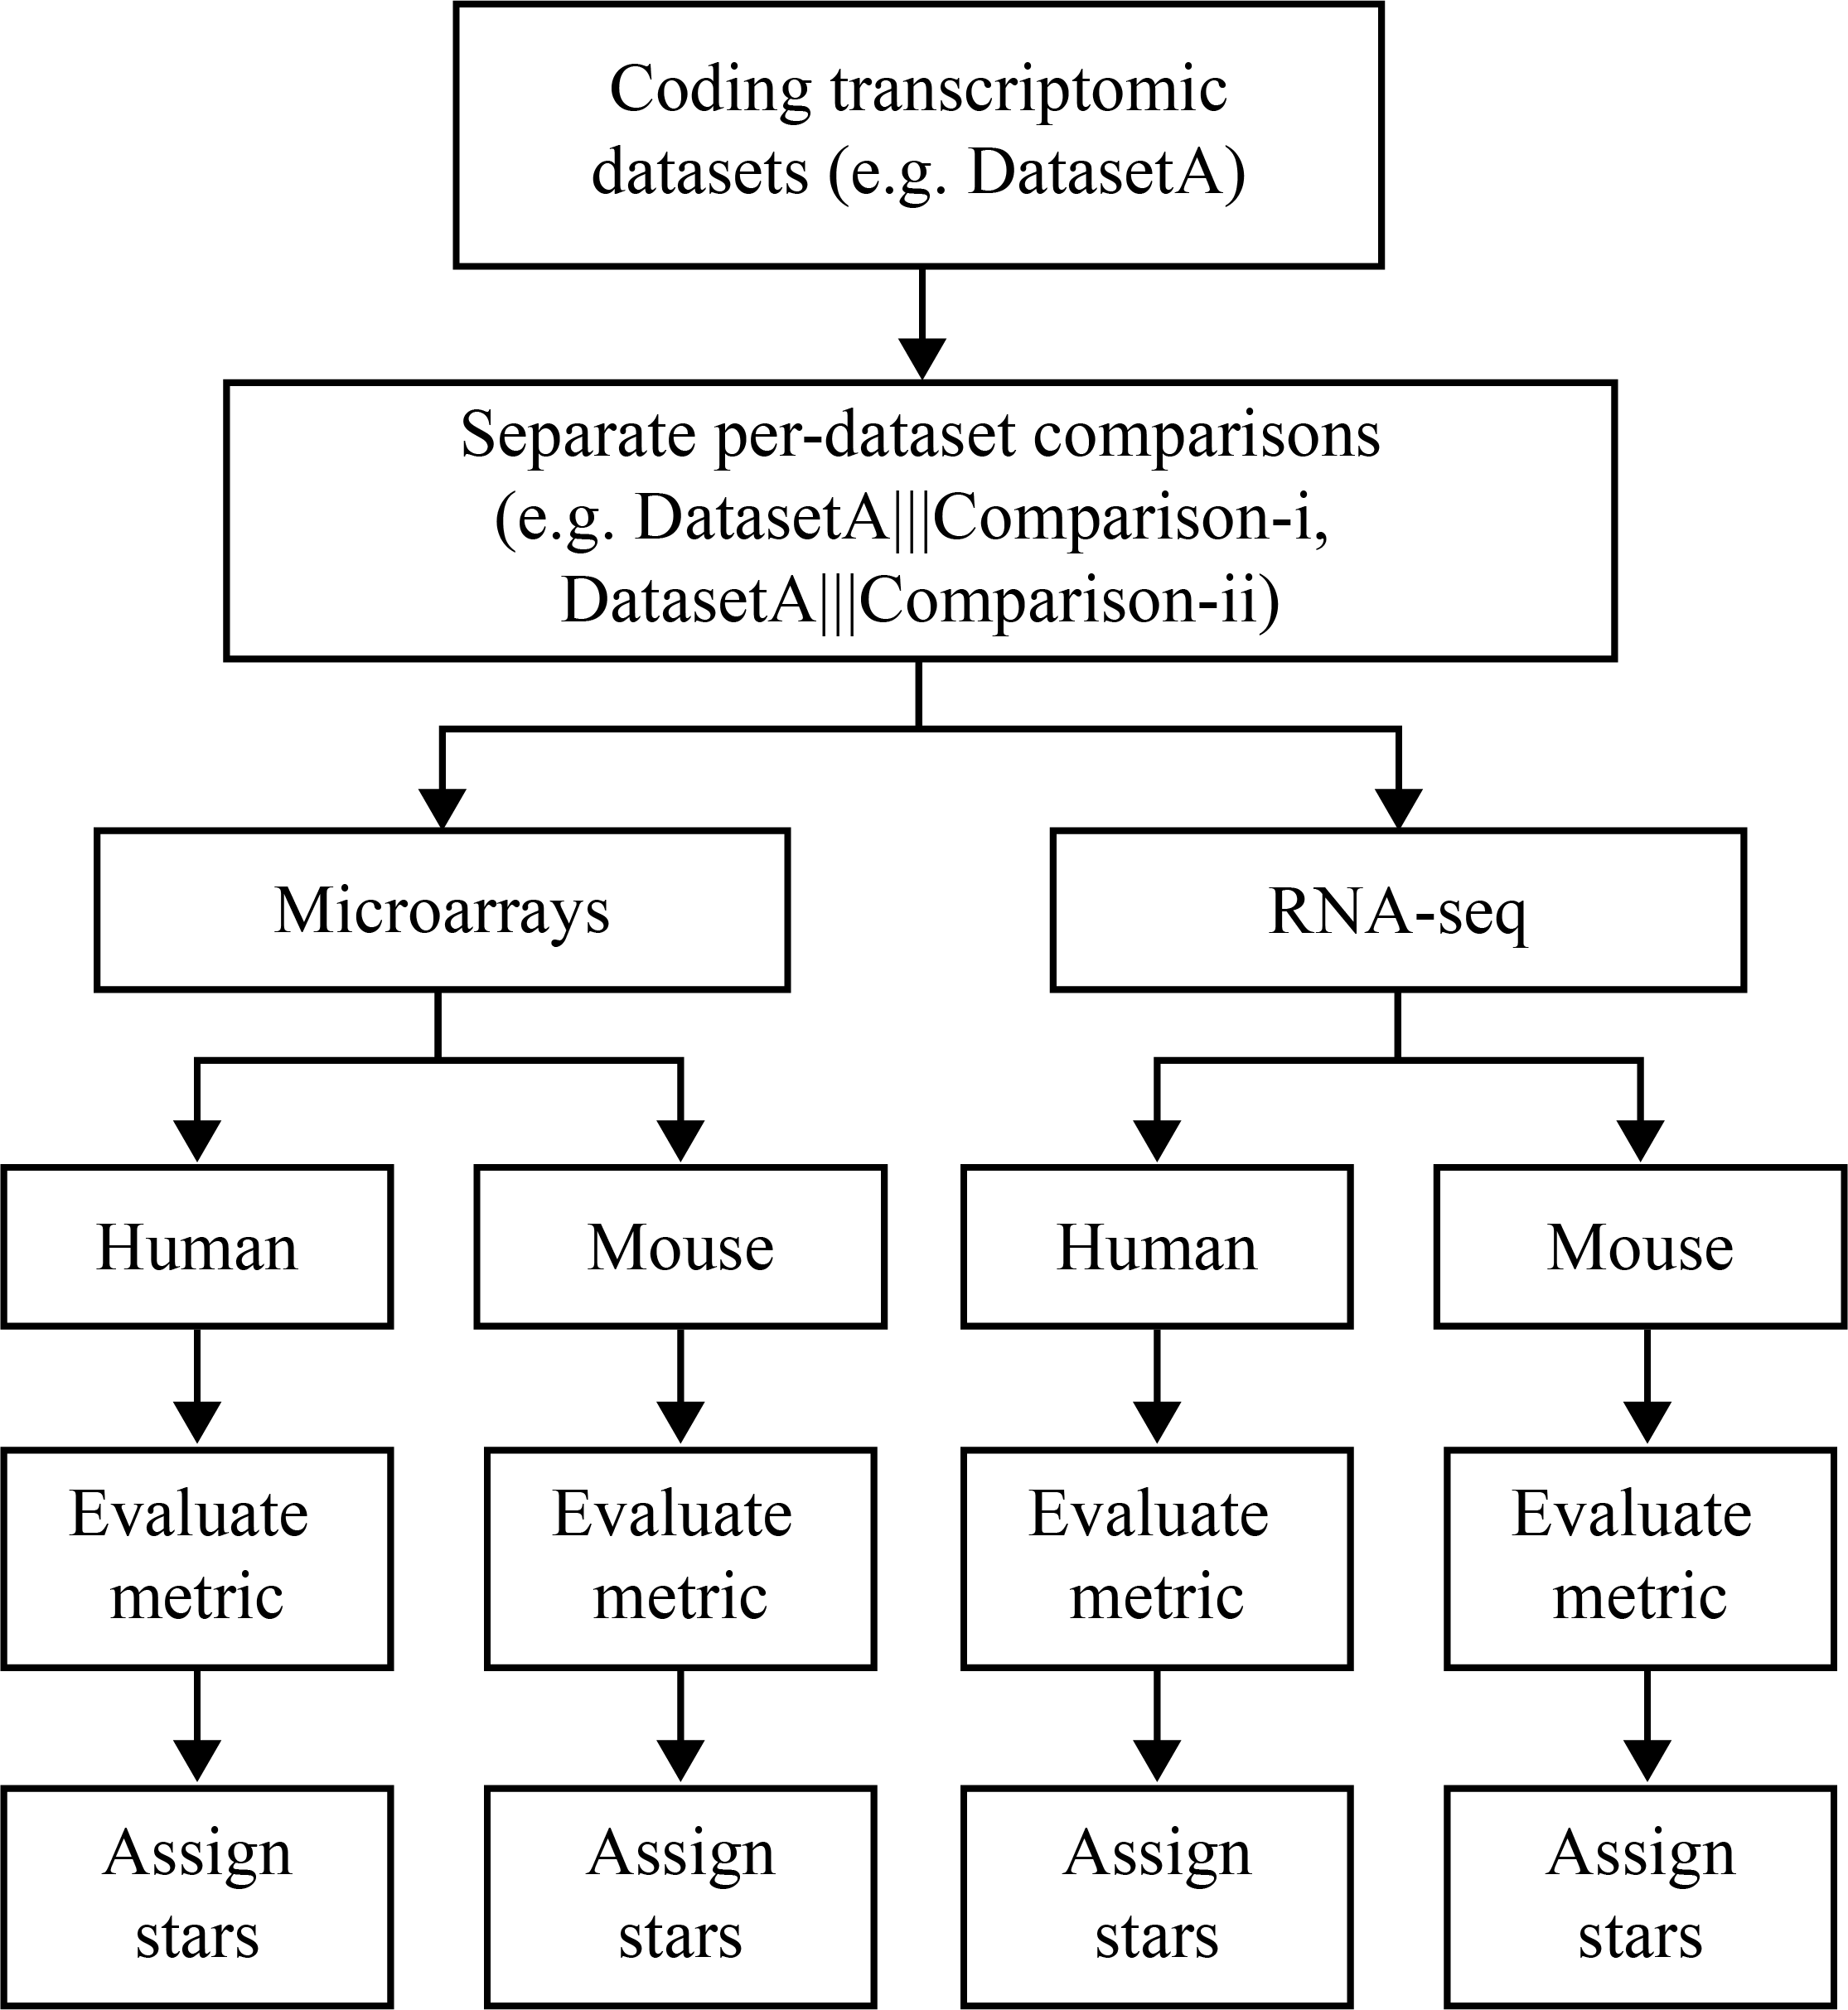 Coding transcriptomic
datasets (e.g. DatasetA)
Separate per-dataset comparisons
(e.g. DatasetA|||Comparison-i,
DatasetA|||Comparison-ii)
Microarrays
RNA-seq
Human
Mouse
Human
Mouse
Evaluate
metric
Evaluate
metric
Evaluate
metric
Evaluate
metric
Assign
stars
Assign
stars
Assign
stars
Assign
stars